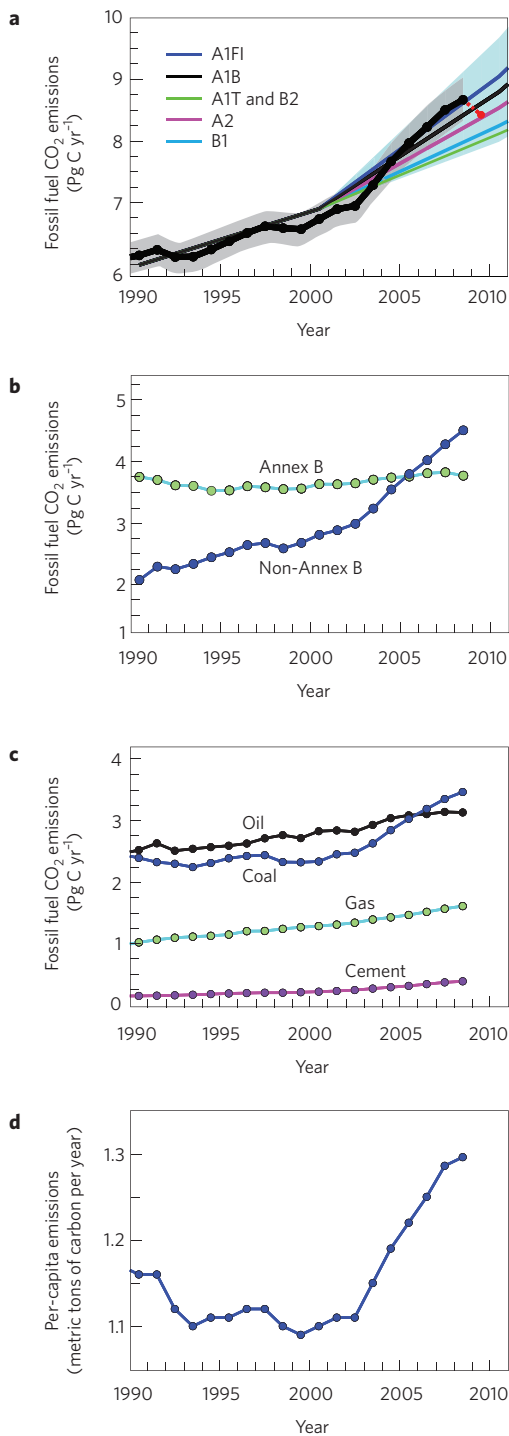 a
Fossil fuel CO₂ emissions
(Pg C yr⁻¹)
10
9
8
7
6
A1FI
A1B
A1T and B2
A2
B1
1990 1995 2000 2005 2010
Year
b
Fossil fuel CO₂ emissions
(Pg C yr⁻¹)
5
4
3
2
1
Annex B
Non-Annex B
1990 1995 2000 2005 2010
Year
c
Fossil fuel CO₂ emissions
(Pg C yr⁻¹)
4
3
2
1
0
Oil
Coal
Gas
Cement
1990 1995 2000 2005 2010
Year
d
Per-capita emissions
(metric tons of carbon per year)
1.3
1.2
1.1
1990 1995 2000 2005 2010
Year